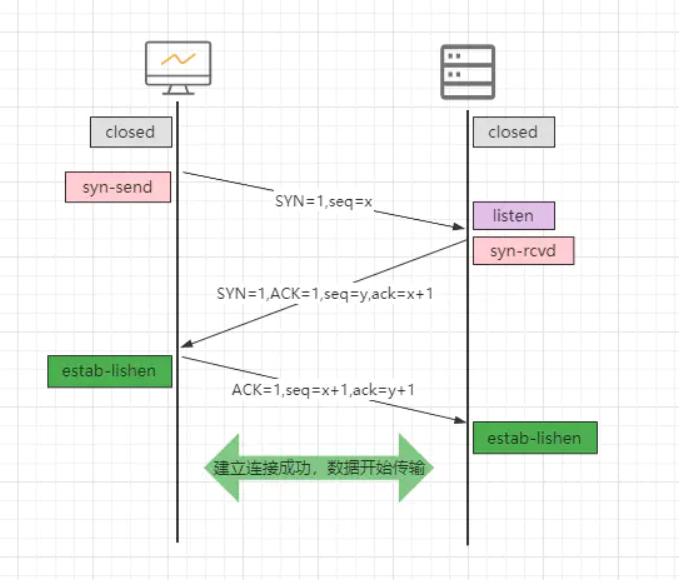 closed
closed
syn-send
SYN=1,seq=x
listen
syn-rcvd
SYN=1,ACK=1,seq=y,ack=x+1
estab-lishen
ACK=1,seq=x+1,ack=y+1
estab-lishen
建立连接成功，数据开始传输